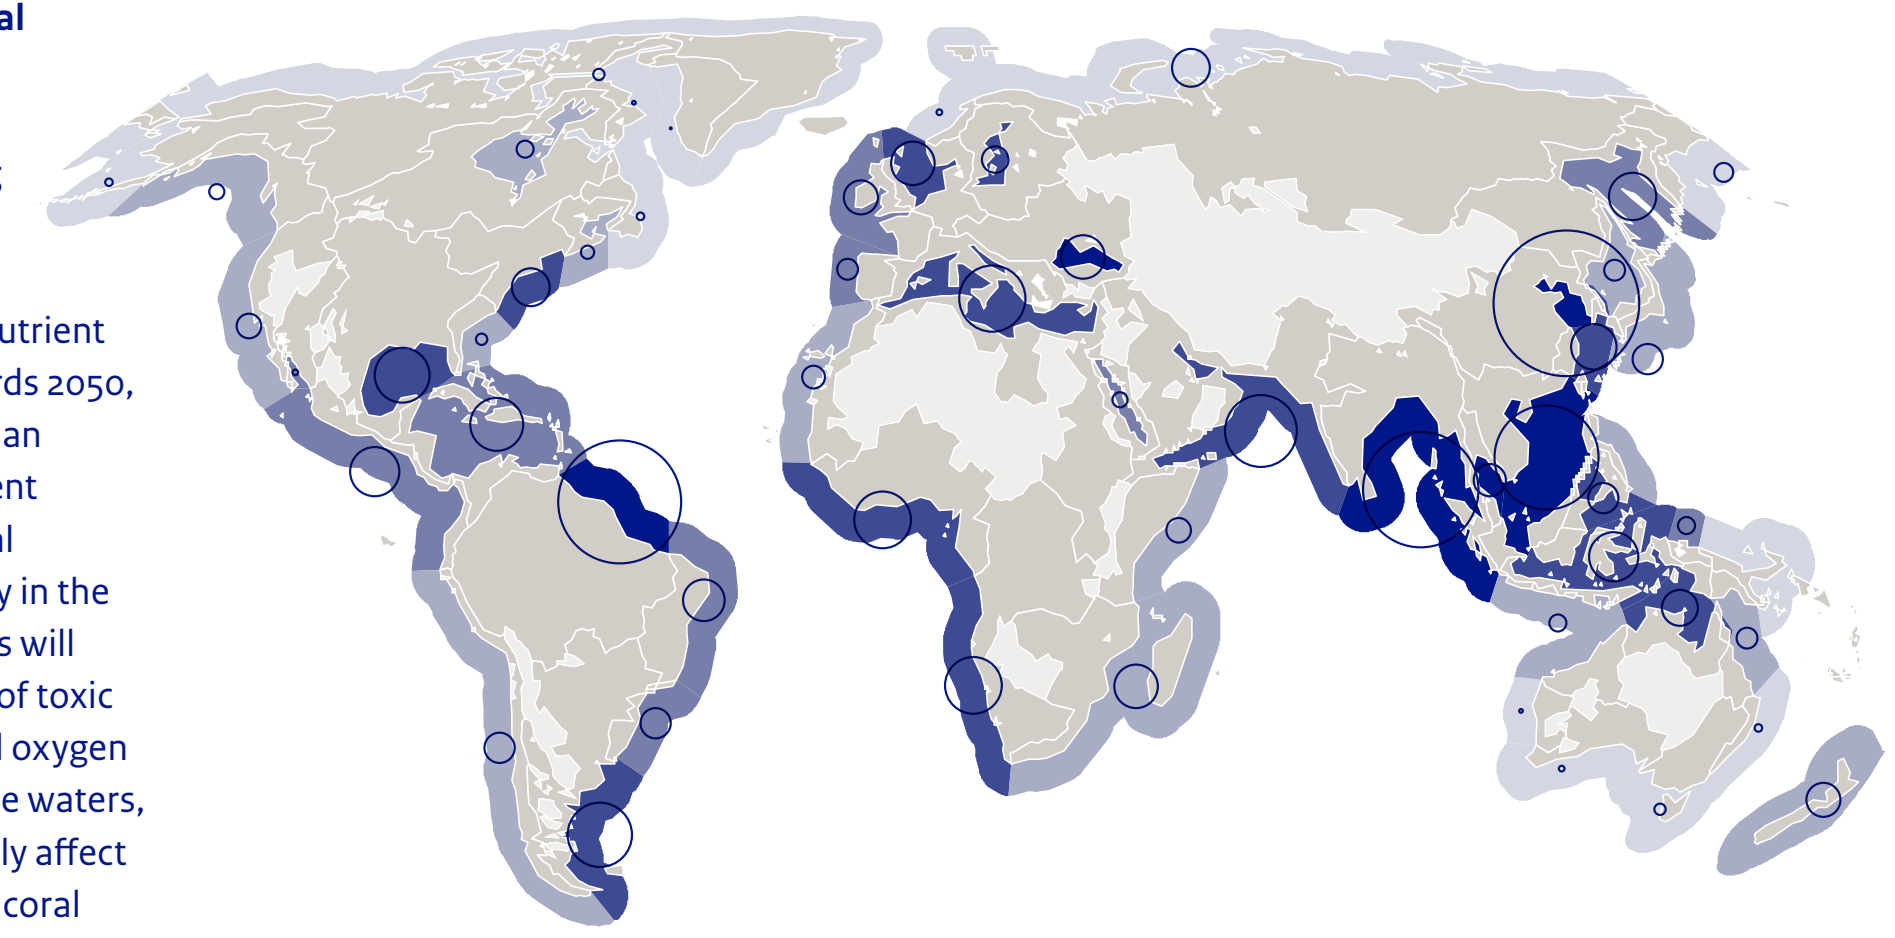 al
g
utrient
rds 2050,
an
ent
al
y in the
s will
of toxic
l oxygen
e waters,
ly affect
coral